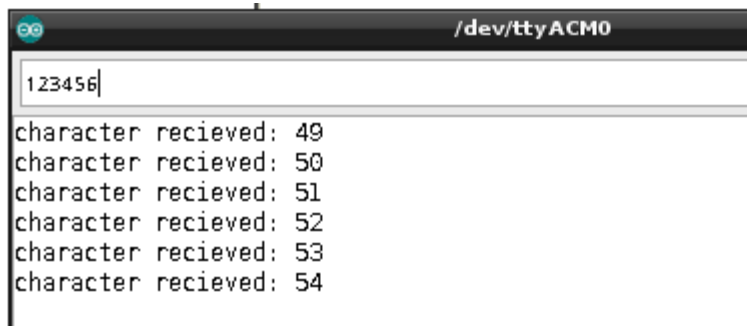 /dev/ttyACM0
123456
character recieved: 49
character recieved: 50
character recieved: 51
character recieved: 52
character recieved: 53
character recieved: 54